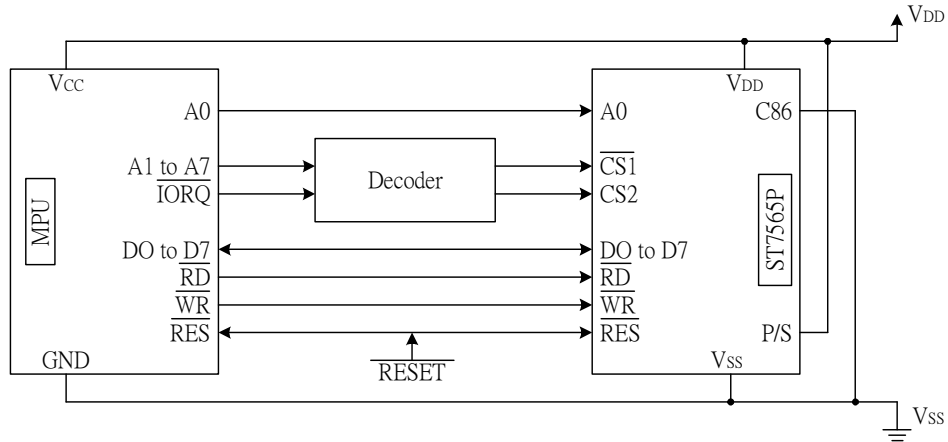 VDD
VCC
VDD
A0
A0
C86
A1 to A7
Decoder
CS1
IORQ
CS2
MPU
ST7565P
DO to D7
DO to D7
RD
RD
WR
WR
RES
RES
P/S
RESET
GND
VSS
VSS